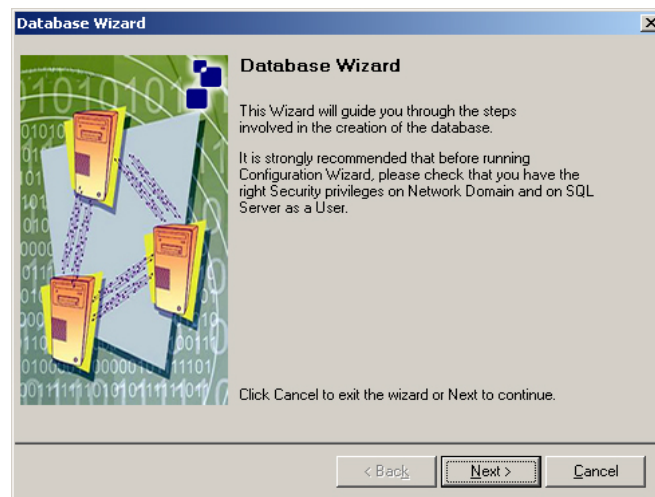 Database Wizard
Database Wizard
This Wizard will guide you through the steps
involved in the creation of the database.
It is strongly recommended that before running
Configuration Wizard, please check that you have the
right Security privileges on Network Domain and on SQL
Server as a User.
Click Cancel to exit the wizard or Next to continue.
< Back
Next >
Cancel